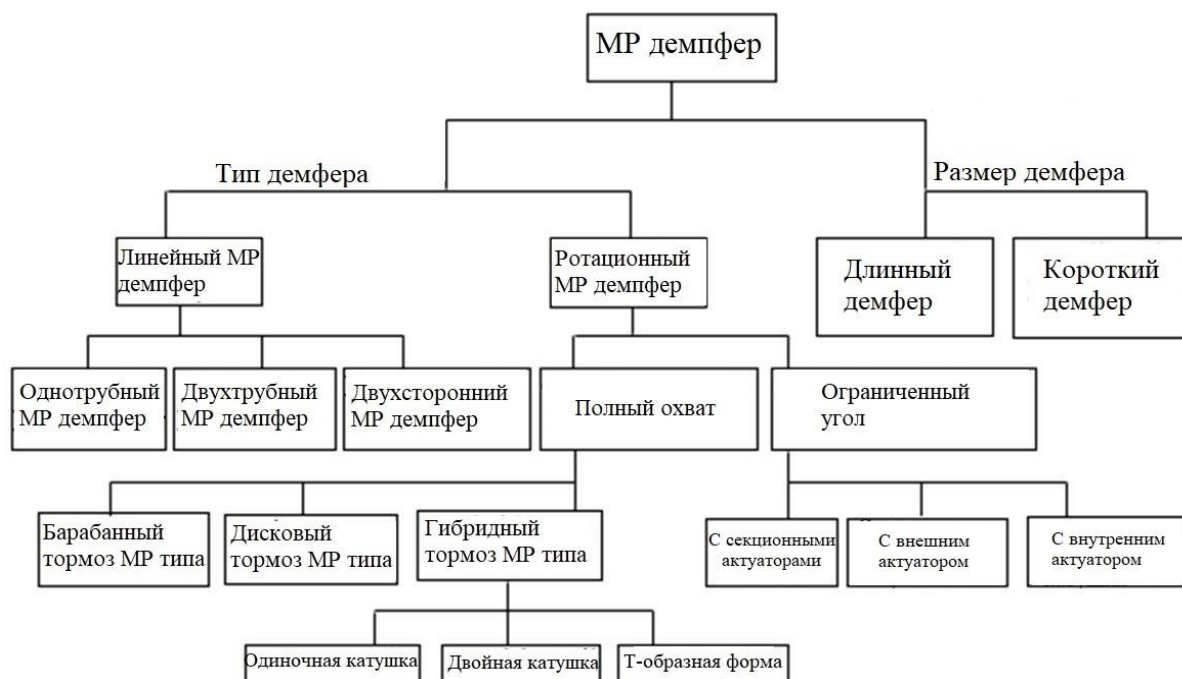 МР демпфер
Тип демфера
Размер демфера
Линейный МР
демпфер
Ротационный
МР демпфер
Длинный
демфер
Короткий
демфер
Однотрубный
МР демпфер
Двухтрубный
МР демпфер
Двухсторонний
МР демпфер
Полный охват
Ограниченный
угол
Барабанный
тормоз МР типа
Дисковый
тормоз МР типа
Гибридный
тормоз МР типа
С секционными
актуаторами
С внешним
актуатором
С внутренним
актуатором
Одиночная катушка
Двойная катушка
Т-образная форма